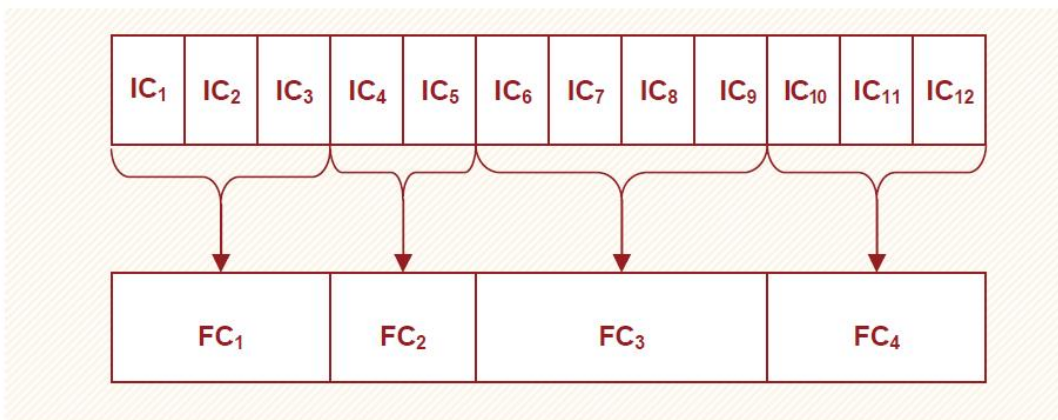 IC₁ IC₂ IC₃ IC₄ IC₅ IC₆ IC₇ IC₈ IC₉ IC₁₀ IC₁₁ IC₁₂
FC₁ FC₂ FC₃ FC₄